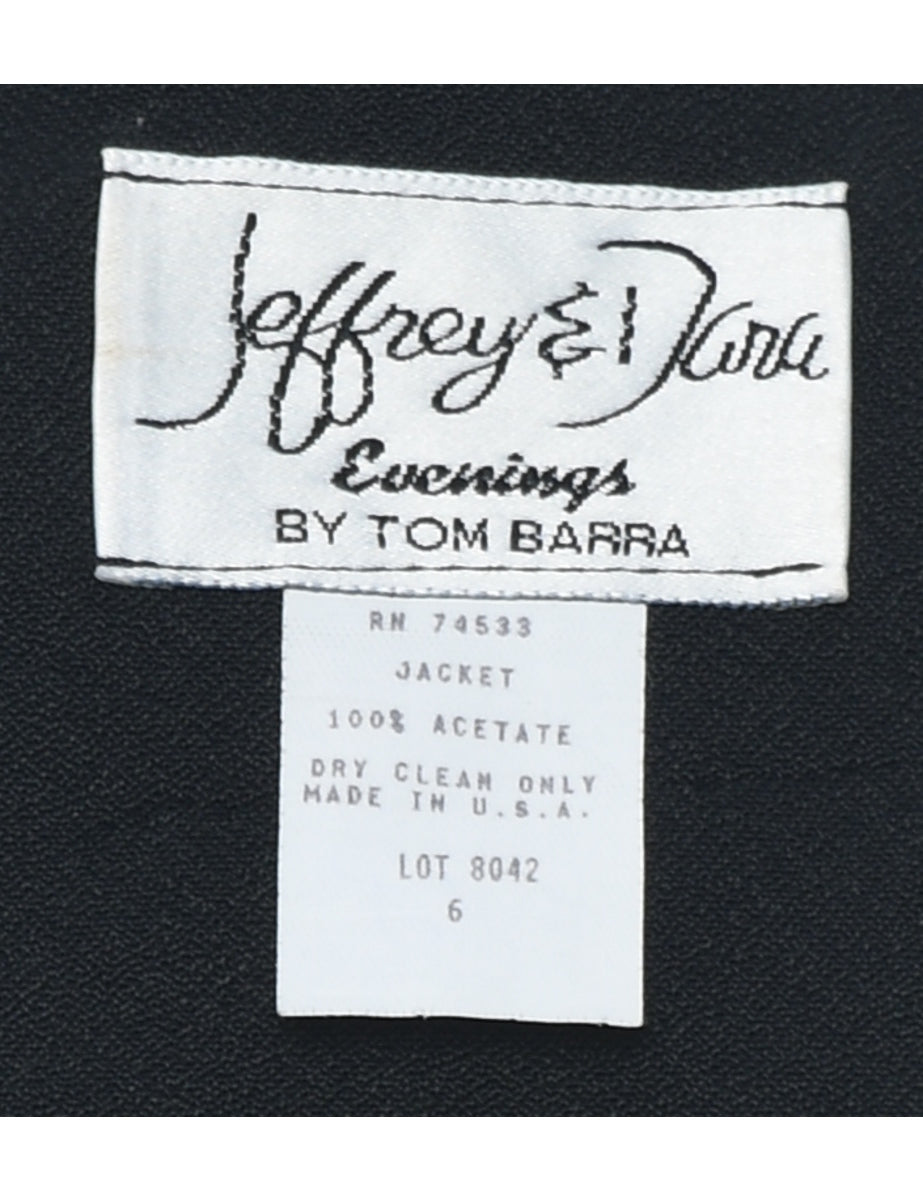 Jeffrey & Dara
Evenings
BY TOM BARRA
RN 74533
JACKET
100% ACETATE
DRY CLEAN ONLY
MADE IN U.S.A.
LOT 8042
6